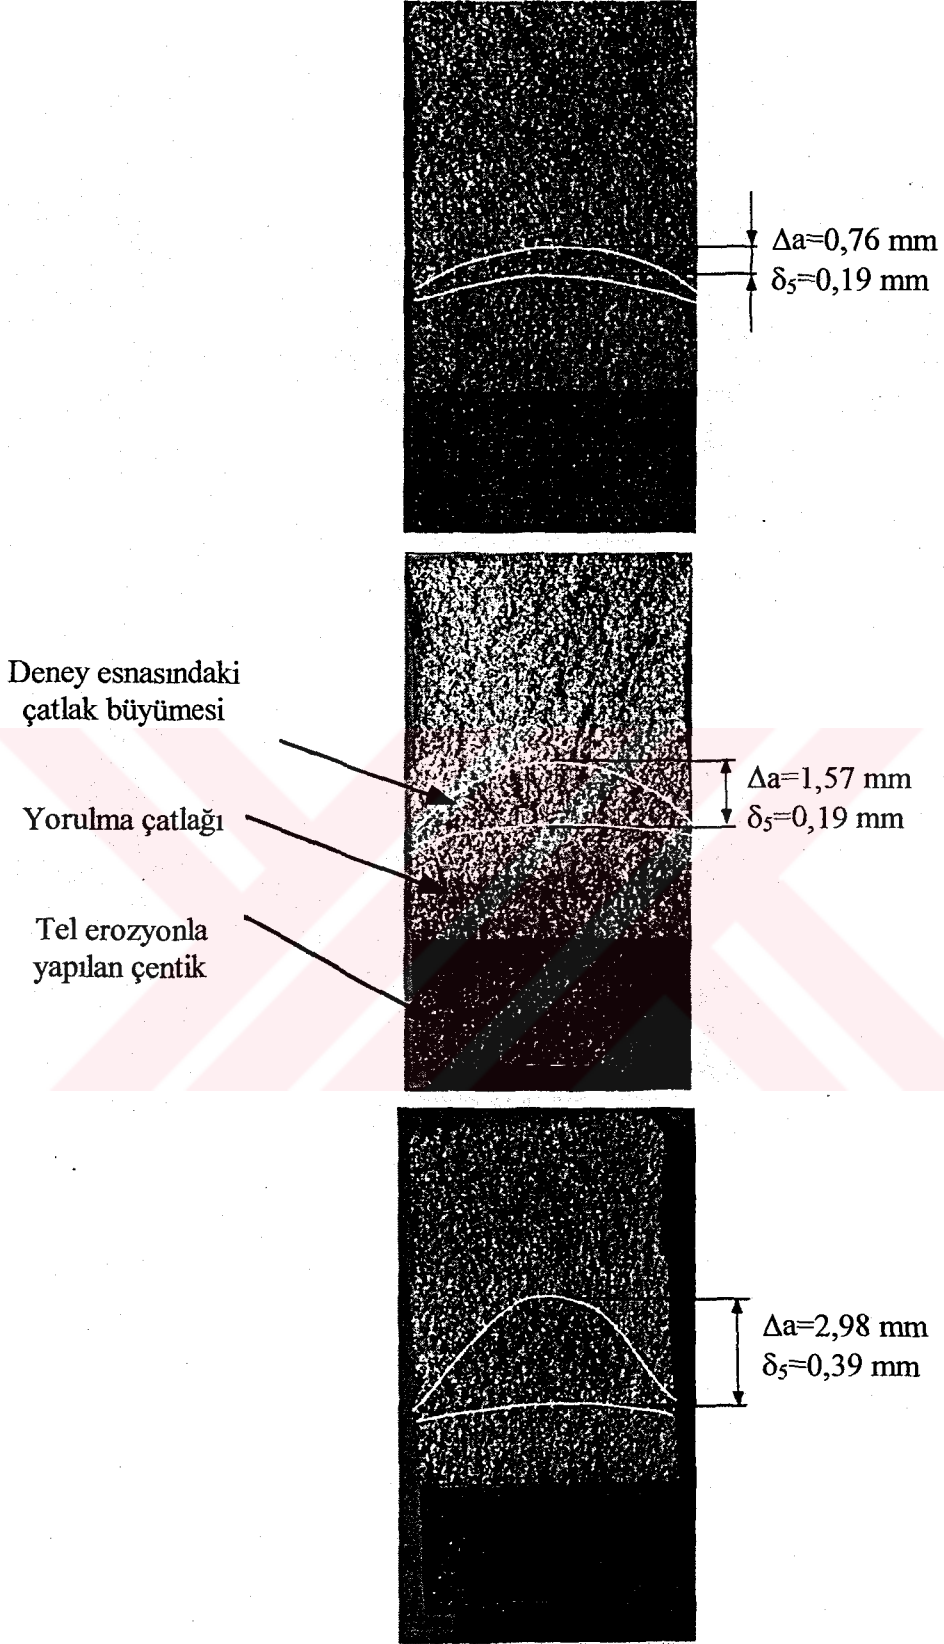 Δa=0,76 mm
δ₅=0,19 mm
Deney esnasındaki
çatlak büyümesi
Δa=1,57 mm
δ₅=0,19 mm
Yorulma çatlağı
Tel erozyonla
yapılan çentik
Δa=2,98 mm
δ₅=0,39 mm